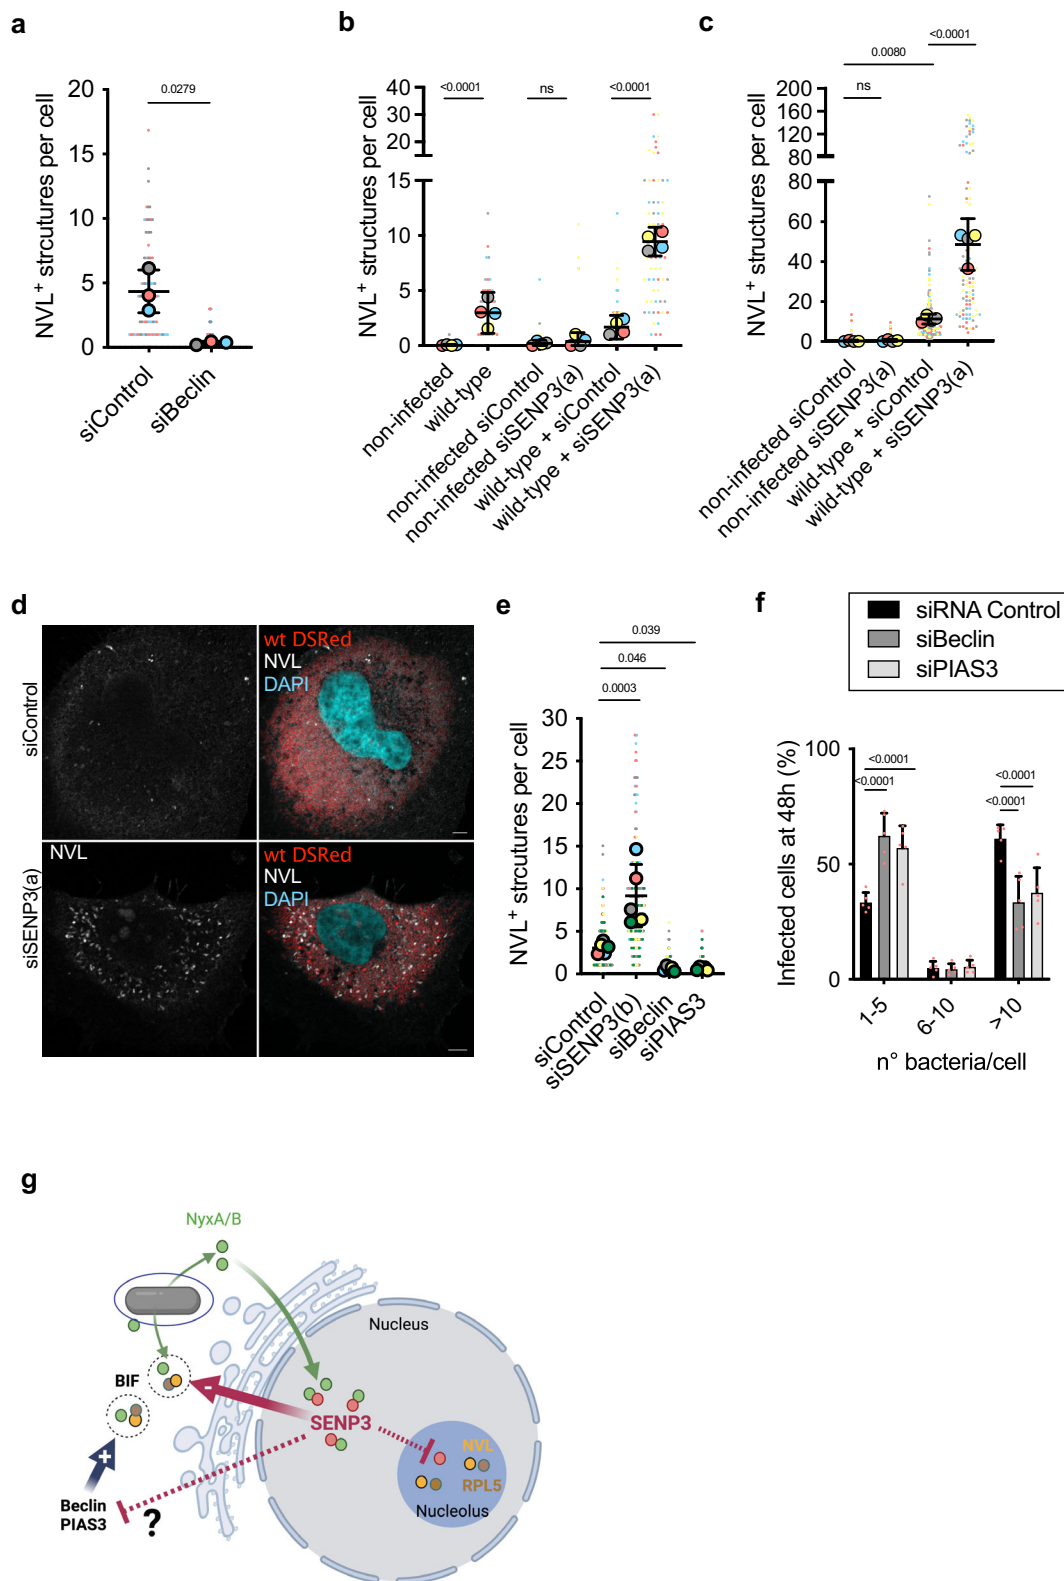 a
NVL+ strcutures per cell
20
15
10
5
0
0.0279
siControl
siBeclin
b
NVL+ structures per cell
40
30
20
15
10
5
0
<0.0001
ns
<0.0001
non-infected
wild-type
non-infected siControl
non-infected siSENP3(a)
wild-type + siControl
wild-type + siSENP3(a)
c
NVL+ structures per cell
200
160
120
80
80
60
40
20
0
<0.0001
0.0080
ns
non-infected siControl
non-infected siSENP3(a)
wild-type + siControl
wild-type + siSENP3(a)
d
siControl
wt DSRed
NVL
DAPI
siSENP3(a)
NVL
wt DSRed
NVL
DAPI
e
NVL+ strcutures per cell
30
25
20
15
10
5
0
0.039
0.046
0.0003
siControl
siSENP3(b)
siBeclin
siPIAS3
f
siRNA Control
siBeclin
siPIAS3
Infected cells at 48h (%)
100
50
0
<0.0001
<0.0001
<0.0001
<0.0001
1-5
6-10
>10
n° bacteria/cell
g
NyxA/B
Nucleus
BIF
-
SENP3
NVL
RPL5
Nucleolus
+
Beclin
PIAS3
?